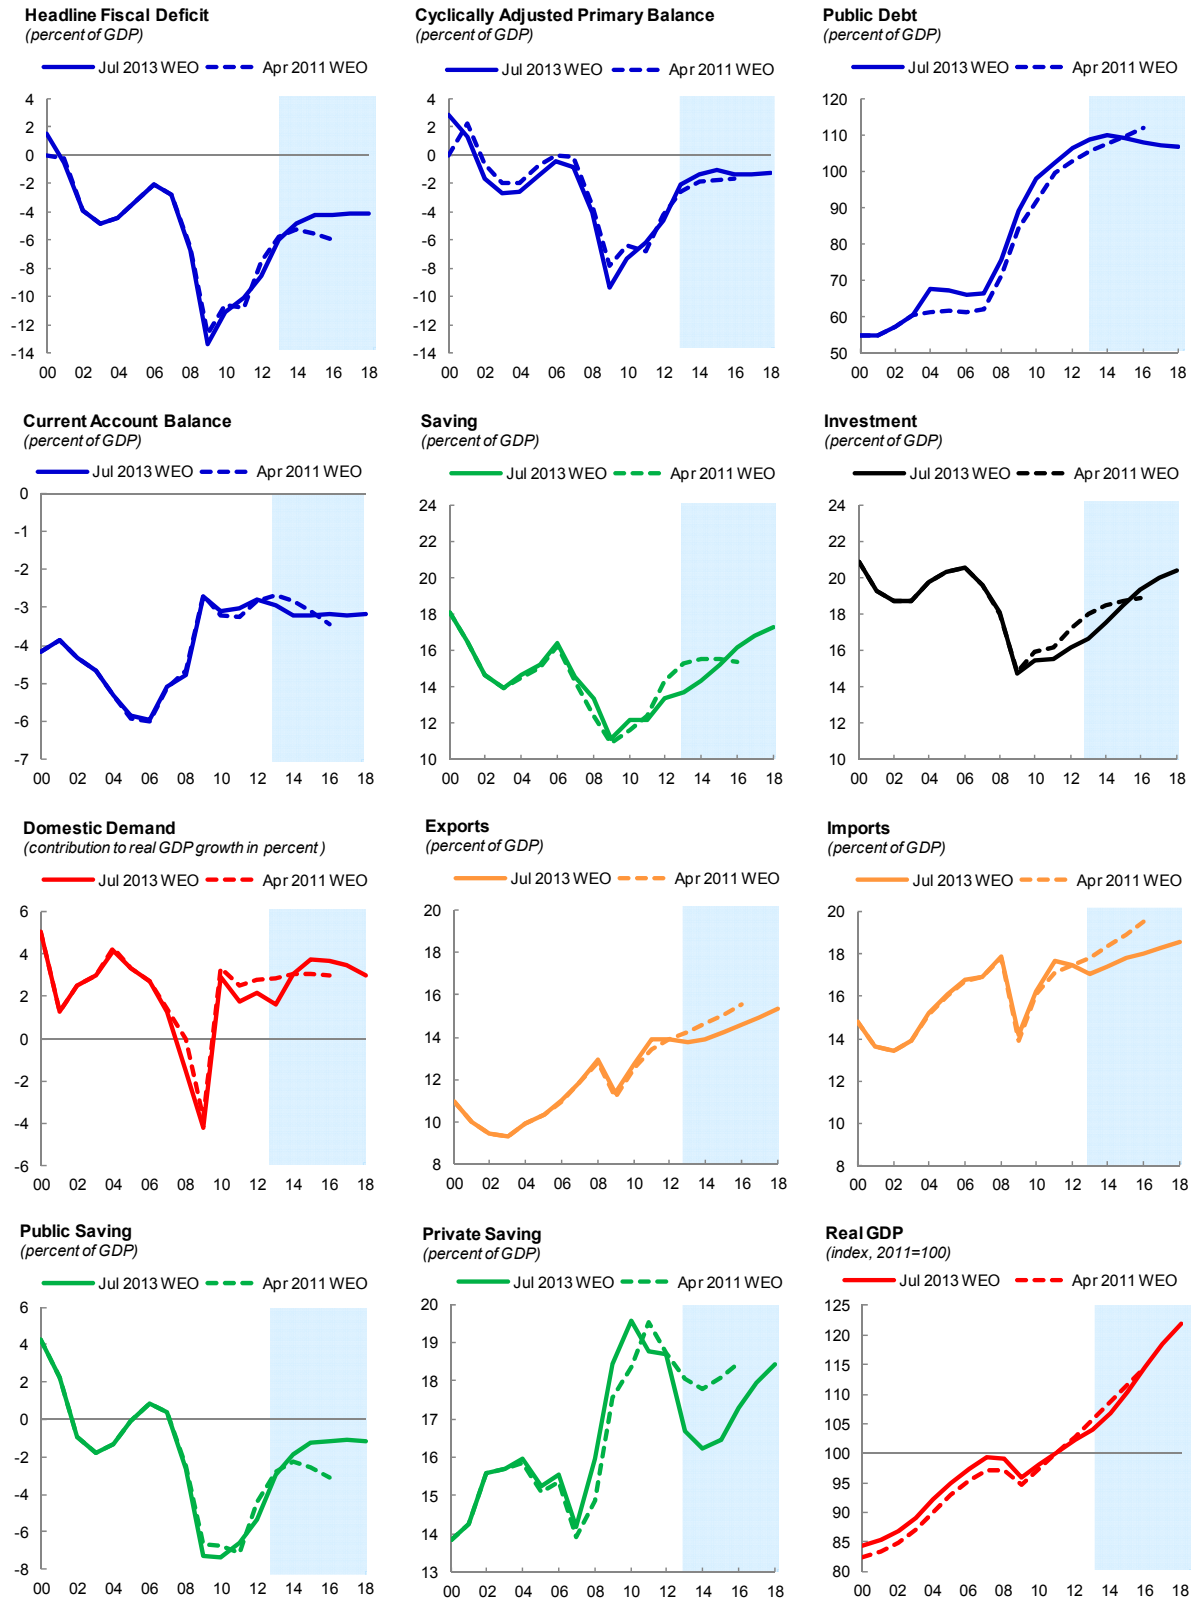 Headline Fiscal Deficit
(percent of GDP)
Jul 2013 WEO Apr 2011 WEO
4
2
0
-2
-4
-6
-8
-10
-12
-14
00 02 04 06 08 10 12 14 16 18
Cyclically Adjusted Primary Balance
(percent of GDP)
Jul 2013 WEO Apr 2011 WEO
4
2
0
-2
-4
-6
-8
-10
-12
-14
00 02 04 06 08 10 12 14 16 18
Public Debt
(percent of GDP)
Jul 2013 WEO Apr 2011 WEO
120
110
100
90
80
70
60
50
00 02 04 06 08 10 12 14 16 18
Current Account Balance
(percent of GDP)
Jul 2013 WEO Apr 2011 WEO
0
-1
-2
-3
-4
-5
-6
-7
00 02 04 06 08 10 12 14 16 18
Saving
(percent of GDP)
Jul 2013 WEO Apr 2011 WEO
24
22
20
18
16
14
12
10
00 02 04 06 08 10 12 14 16 18
Investment
(percent of GDP)
Jul 2013 WEO Apr 2011 WEO
24
22
20
18
16
14
12
10
00 02 04 06 08 10 12 14 16 18
Domestic Demand
(contribution to real GDP growth in percent)
Jul 2013 WEO Apr 2011 WEO
6
4
2
0
-2
-4
-6
00 02 04 06 08 10 12 14 16 18
Exports
(percent of GDP)
Jul 2013 WEO Apr 2011 WEO
20
18
16
14
12
10
8
00 02 04 06 08 10 12 14 16 18
Imports
(percent of GDP)
Jul 2013 WEO Apr 2011 WEO
20
18
16
14
12
10
8
00 02 04 06 08 10 12 14 16 18
Public Saving
(percent of GDP)
Jul 2013 WEO Apr 2011 WEO
6
4
2
0
-2
-4
-6
-8
00 02 04 06 08 10 12 14 16 18
Private Saving
(percent of GDP)
Jul 2013 WEO Apr 2011 WEO
20
19
18
17
16
15
14
13
00 02 04 06 08 10 12 14 16 18
Real GDP
(index, 2011=100)
Jul 2013 WEO Apr 2011 WEO
125
120
115
110
105
100
95
90
85
80
00 02 04 06 08 10 12 14 16 18